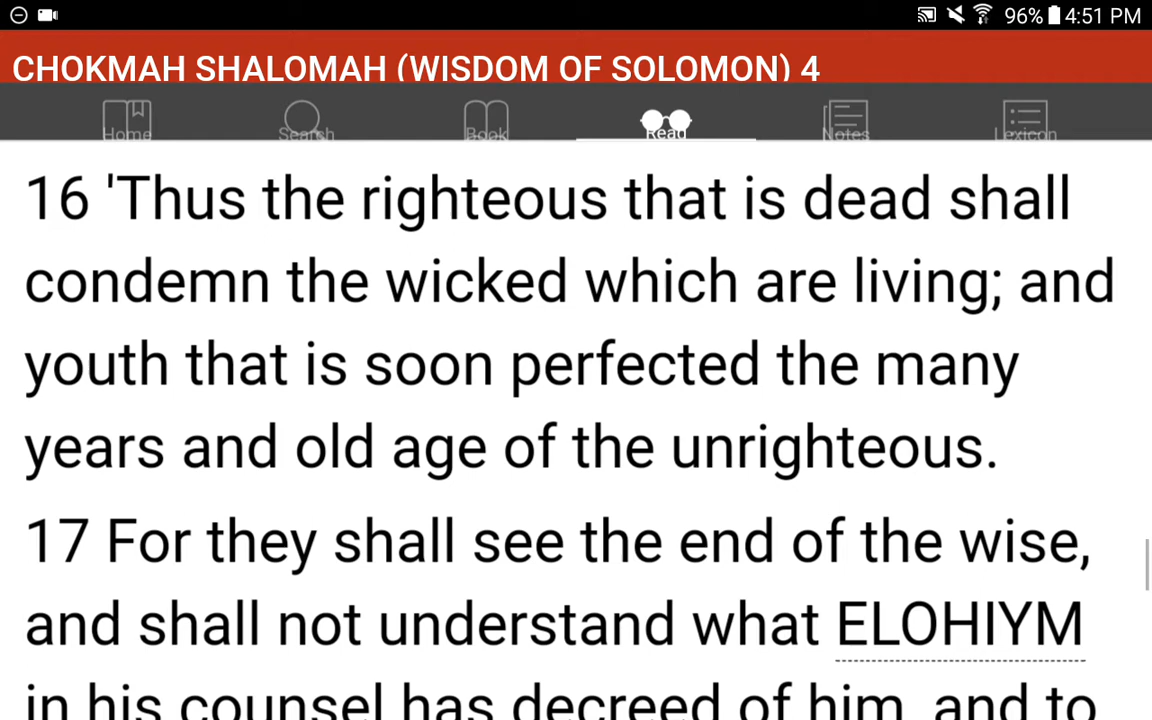 96% 4:51 PM
CHOKMAH SHALOMAH (WISDOM OF SOLOMON) 4
Home Search Book Read Notes Lexicon
16 'Thus the righteous that is dead shall
condemn the wicked which are living; and
youth that is soon perfected the many
years and old age of the unrighteous.
17 For they shall see the end of the wise,
and shall not understand what ELOHIYM
in his counsel has decreed of him, and to